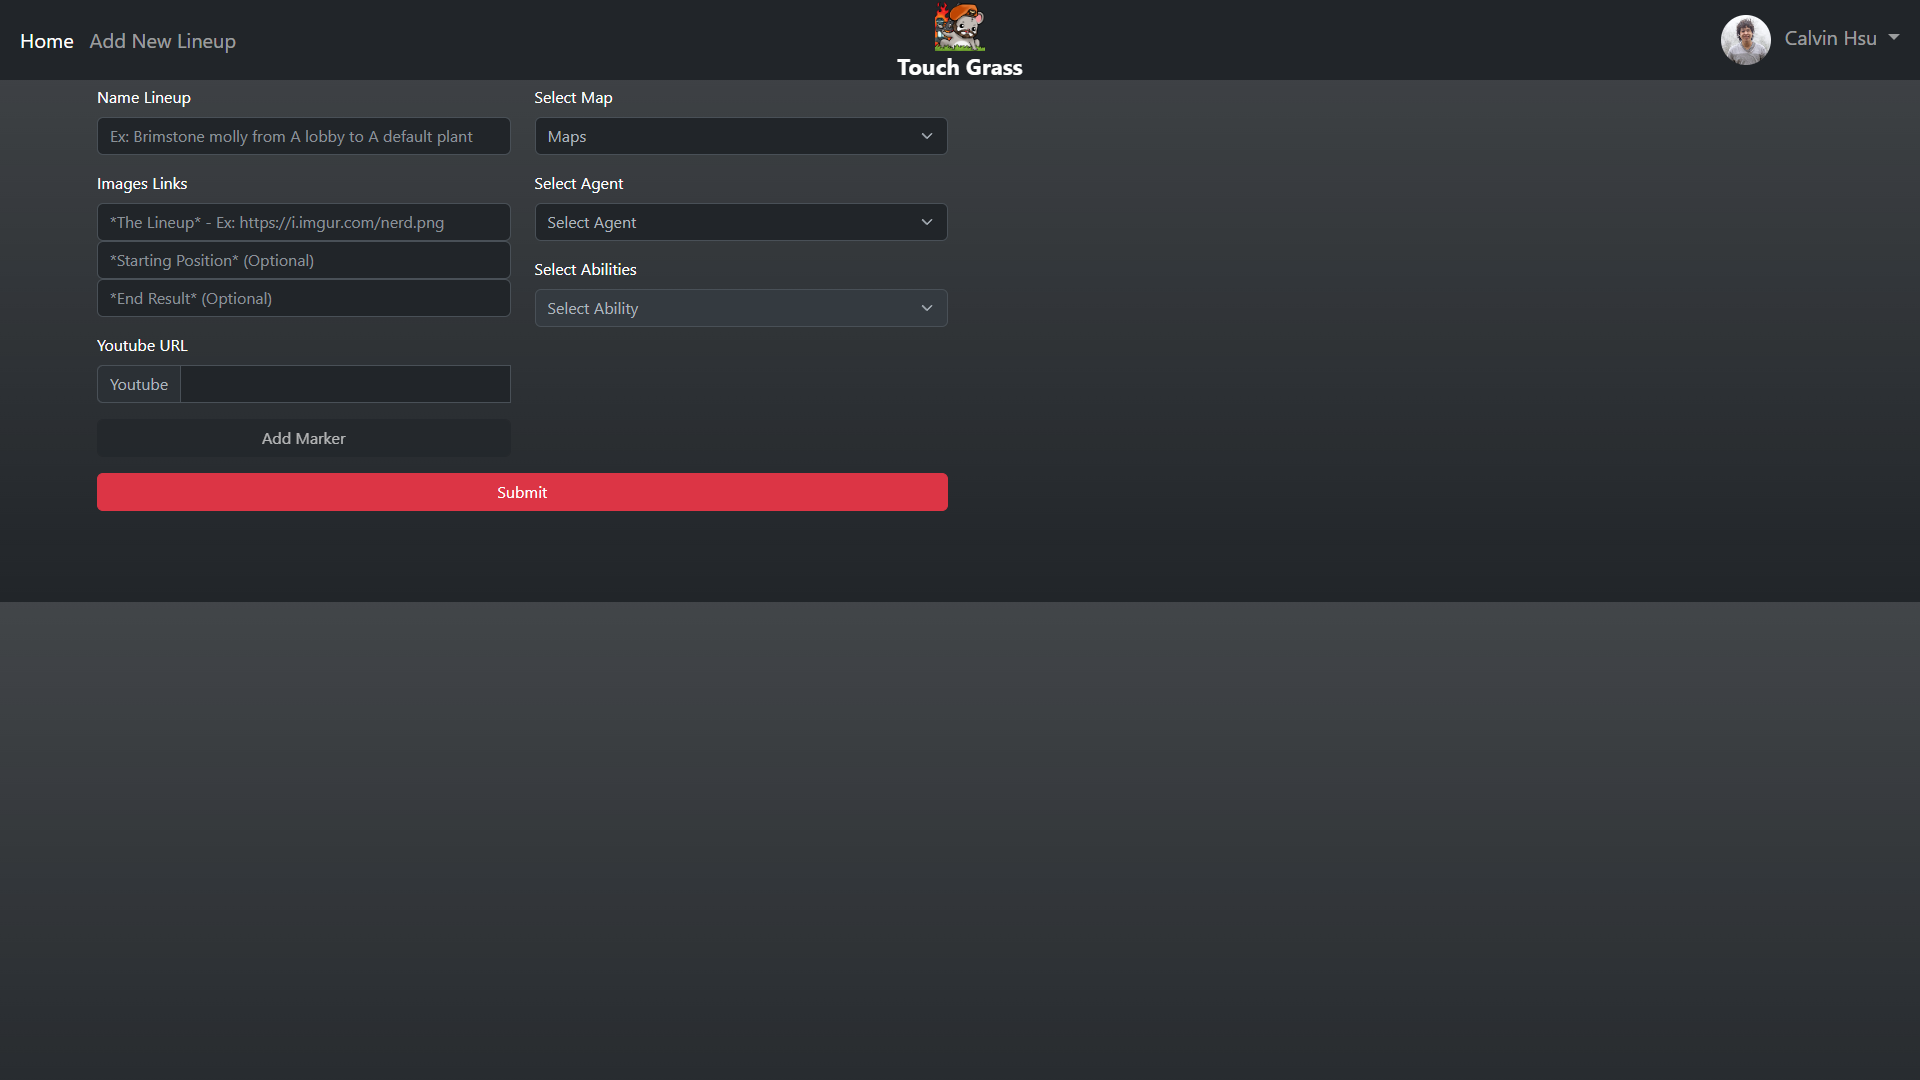 Home
Add New Lineup
Touch Grass
Calvin Hsu
Name Lineup
Ex: Brimstone molly from A lobby to A default plant
Images Links
*The Lineup* - Ex: https://i.imgur.com/nerd.png
*Starting Position* (Optional)
*End Result* (Optional)
Youtube URL
Youtube
Add Marker
Select Map
Maps
Select Agent
Select Agent
Select Abilities
Select Ability
Submit